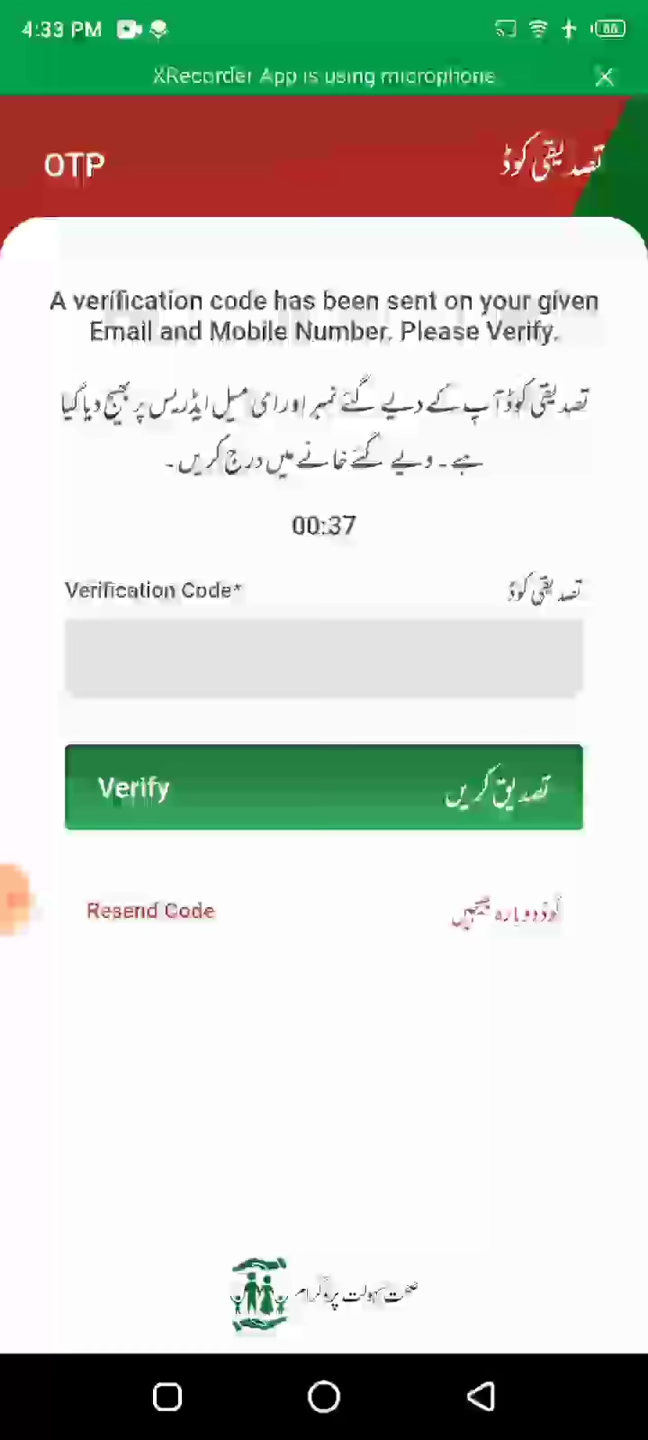 4:33 PM
88
XRecorder App is using microphone
OTP
تصدیقی کوڈ
A verification code has been sent on your given
Email and Mobile Number. Please Verify.
تصدیقی کوڈ آپ کے دیے گئے نمبر اور ای میل ایڈریس پر بھیج دیا گیا
ہے۔ دیے گئے خانے میں درج کریں۔
00:37
Verification Code*
تصدیقی کوڈ
Verify
تصدیق کریں
Resend Code
کوڈ دوبارہ بھیجیں
صحت سہولت پروگرام